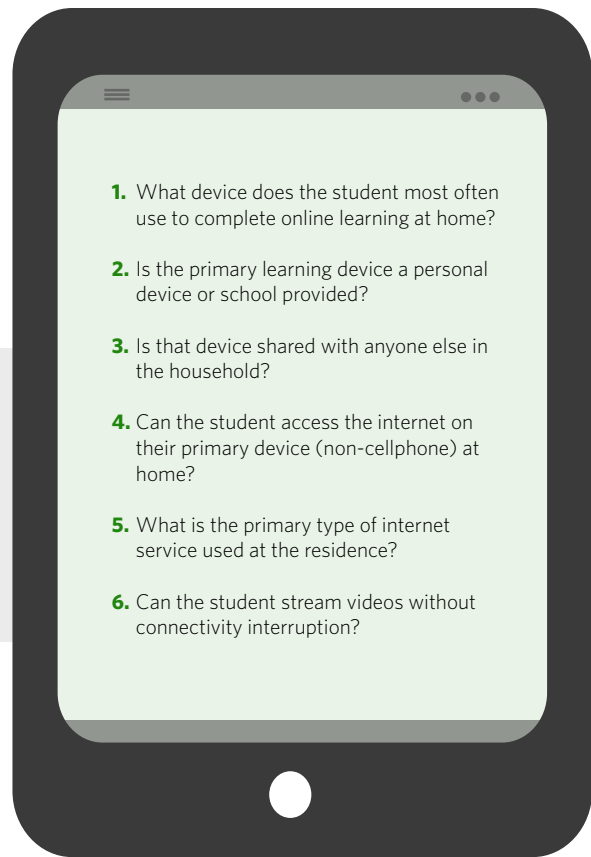 1. What device does the student most often
use to complete online learning at home?
2. Is the primary learning device a personal
device or school provided?
3. Is that device shared with anyone else in
the household?
4. Can the student access the internet on
their primary device (non-cellphone) at
home?
5. What is the primary type of internet
service used at the residence?
6. Can the student stream videos without
connectivity interruption?